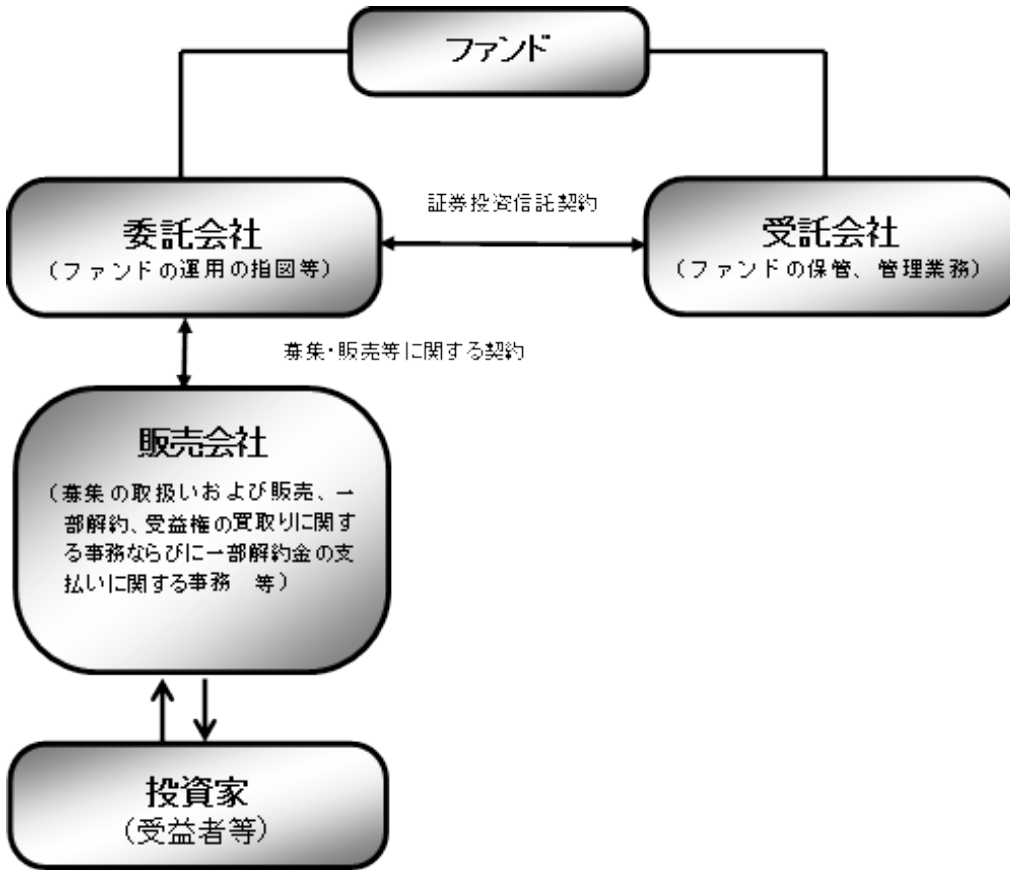 ファンド
証券投資信託契約
委託会社
（ファンドの運用の指図等）
受託会社
（ファンドの保管、管理業務）
募集・販売等に関する契約
販売会社
（募集の取扱いおよび販売、一
部解約、受益権の買取りに関す
る事務ならびに一部解約金の支
払いに関する事務　等）
投資家
（受益者等）